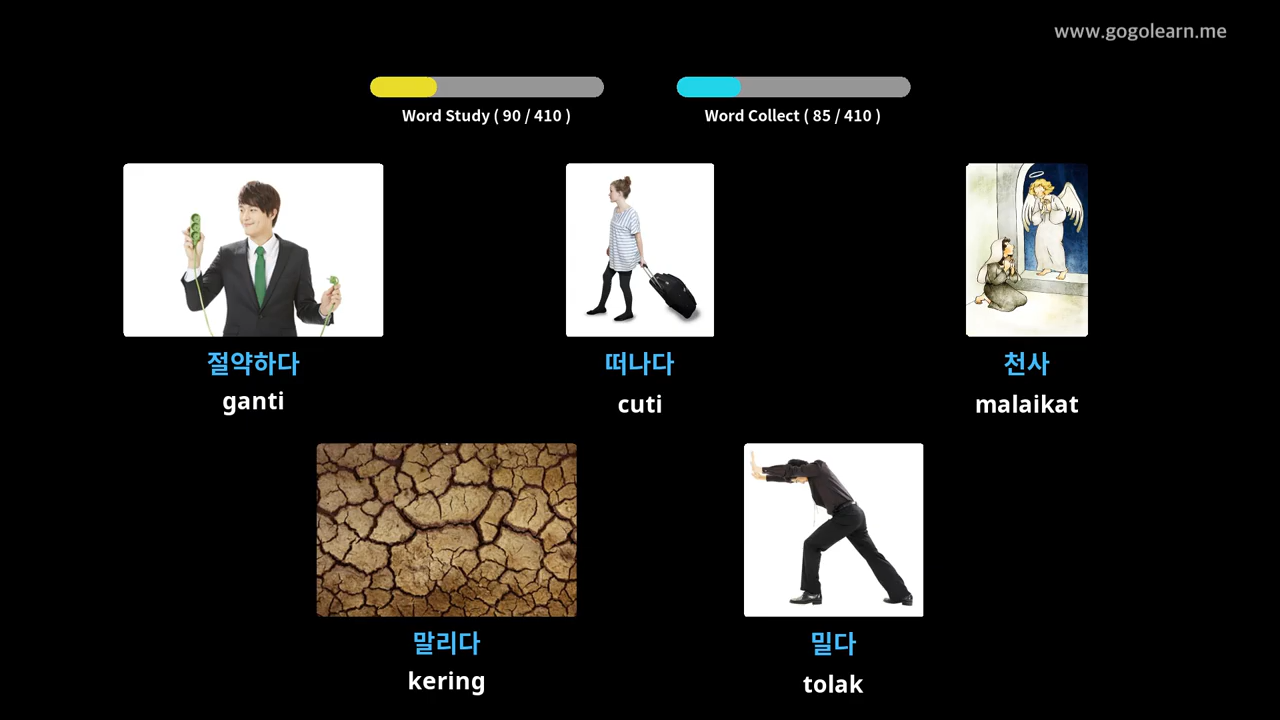 www.gogolearn.me
Word Study ( 90 / 410 )
Word Collect ( 85 / 410 )
절약하다
ganti
떠나다
cuti
천사
malaikat
말리다
kering
밀다
tolak